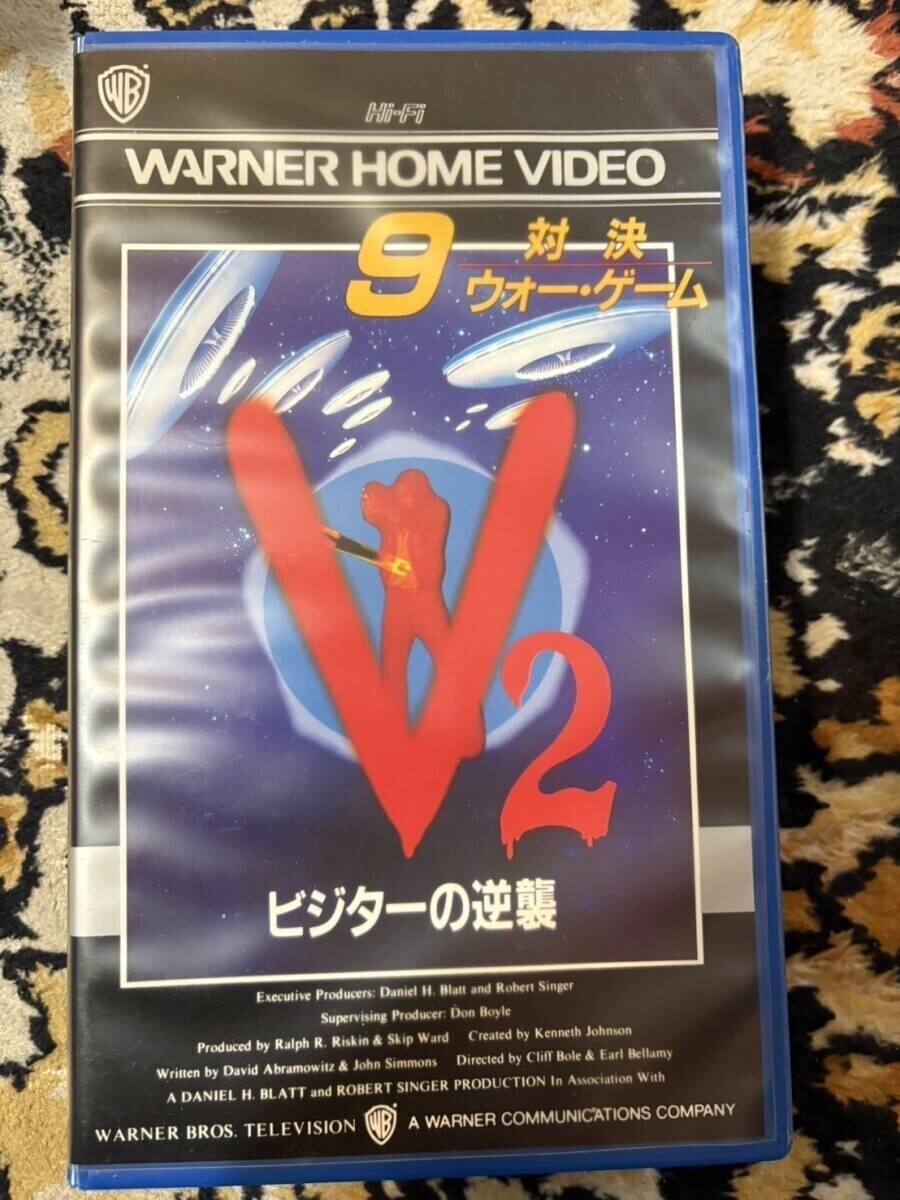 WB
Hi-Fi
WARNER HOME VIDEO
9
対決
ウォー・ゲーム
V2
ビジターの逆襲
Executive Producers: Daniel H. Blatt and Robert Singer
Supervising Producer: Don Boyle
Produced by Ralph R. Riskin & Skip Ward Created by Kenneth Johnson
Written by David Abramowitz & John Simmons Directed by Cliff Bole & Earl Bellamy
A DANIEL H. BLATT and ROBERT SINGER PRODUCTION In Association With
WARNER BROS. TELEVISION WB A WARNER COMMUNICATIONS COMPANY